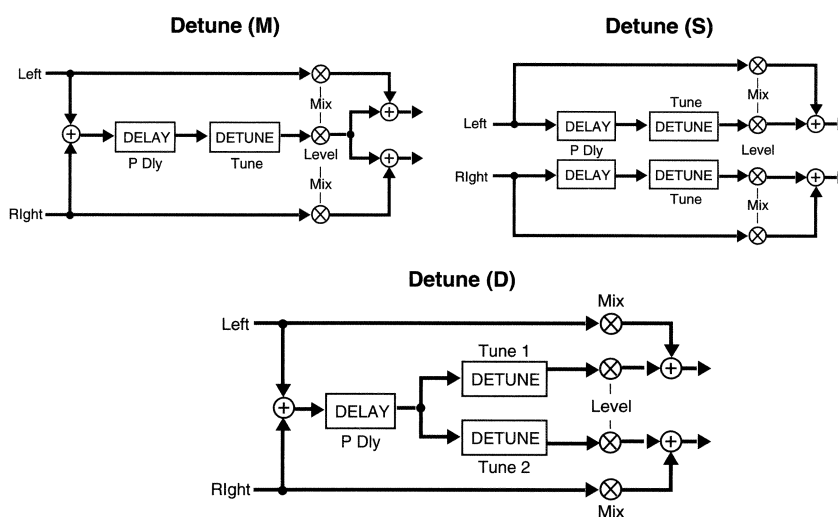 Detune (M)
Left
DELAY
P Dly
DETUNE
Tune
Mix
Level
Mix
RIght
Detune (S)
Left
DELAY
P Dly
Tune
DETUNE
Mix
Level
RIght
DELAY
DETUNE
Tune
Mix
Detune (D)
Left
Mix
Tune 1
DETUNE
DELAY
P Dly
Level
DETUNE
Tune 2
RIght
Mix